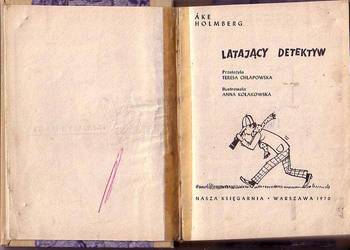 ÅKE
HOLMBERG
LATAJĄCY DETEKTYW
Przełożyła
TERESA CHŁAPOWSKA
Ilustrowała
ANNA KOŁAKOWSKA
NASZA KSIĘGARNIA • WARSZAWA 1970